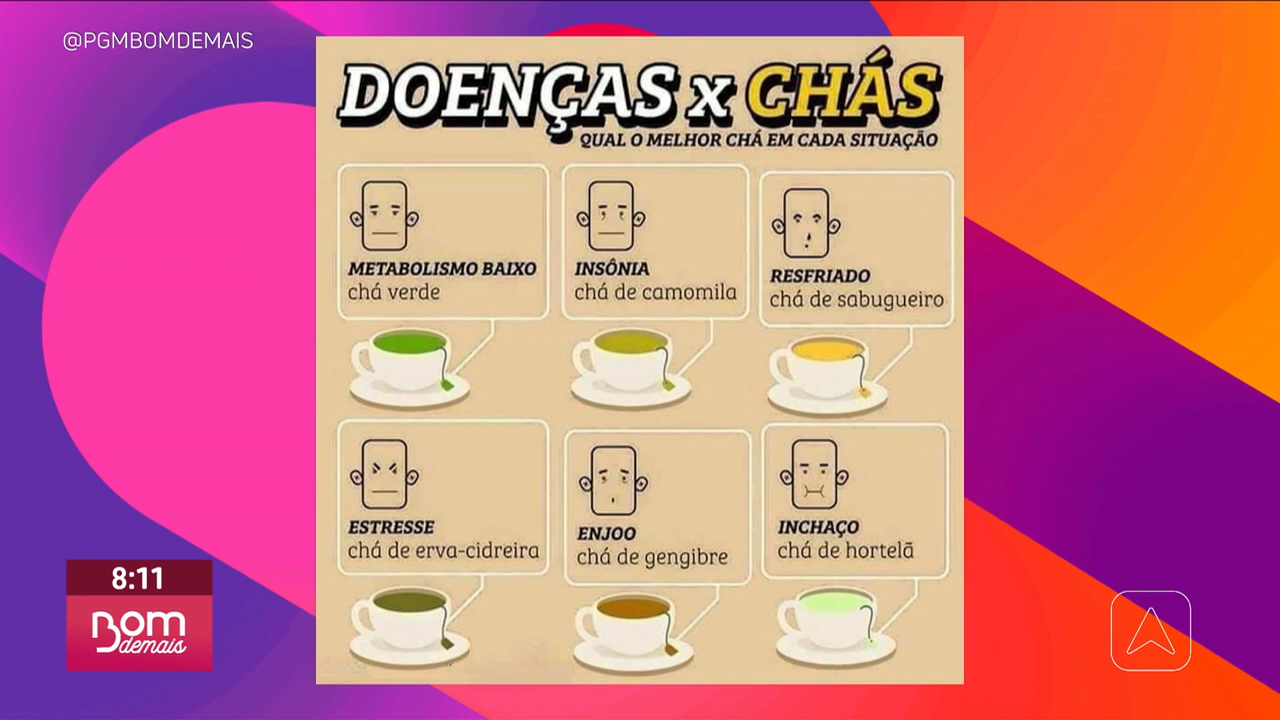 @PGMBOMDEMAIS
DOENÇAS x CHÁS
QUAL O MELHOR CHÁ EM CADA SITUAÇÃO
METABOLISMO BAIXO
chá verde
INSÔNIA
chá de camomila
RESFRIADO
chá de sabugueiro
ESTRESSE
chá de erva-cidreira
ENJOO
chá de gengibre
INCHAÇO
chá de hortelã
8:11
BOM
demais